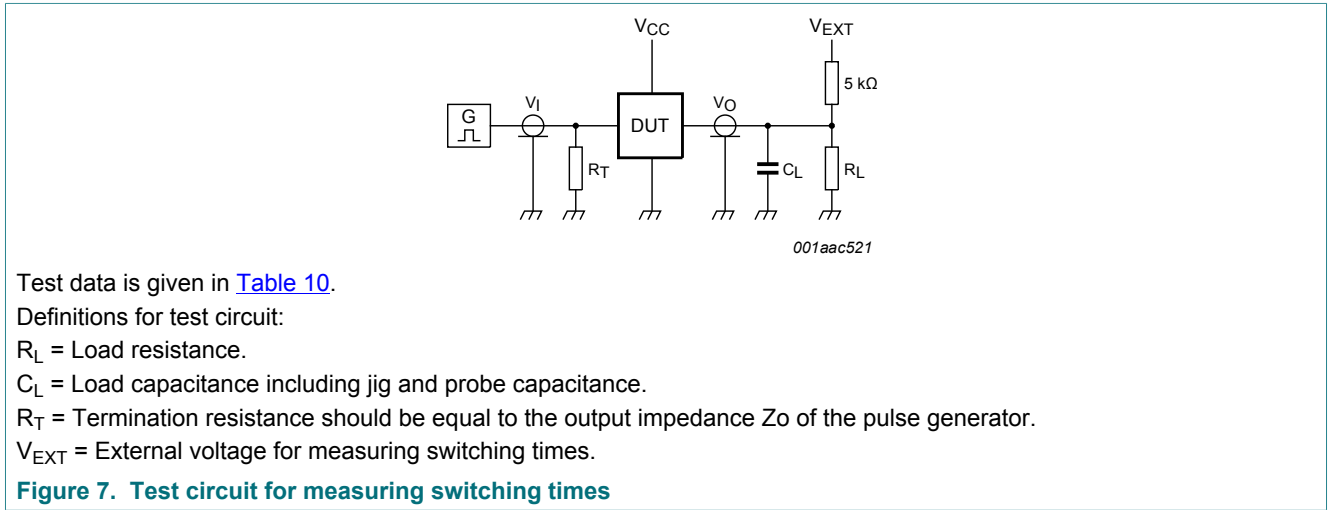 VCC
VEXT
5 kΩ
G
VI
DUT
VO
RT
CL
RL
001aac521
Test data is given in Table 10.
Definitions for test circuit:
RL = Load resistance.
CL = Load capacitance including jig and probe capacitance.
RT = Termination resistance should be equal to the output impedance Zo of the pulse generator.
VEXT = External voltage for measuring switching times.
Figure 7. Test circuit for measuring switching times